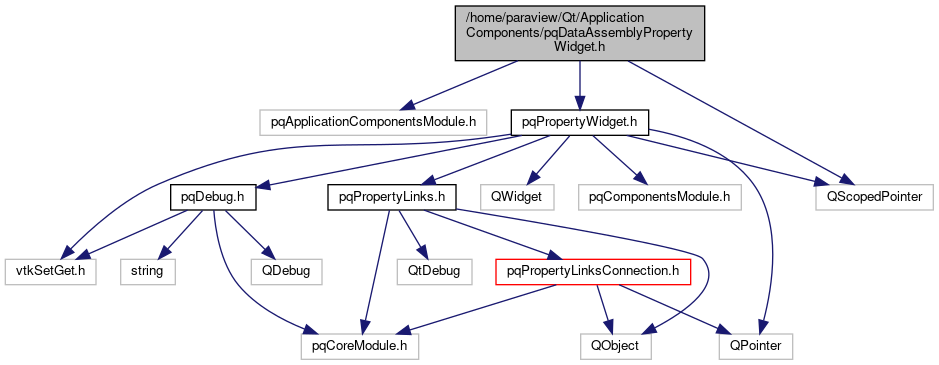 /home/paraview/Qt/Application
Components/pqDataAssemblyProperty
Widget.h
pqApplicationComponentsModule.h
pqPropertyWidget.h
pqDebug.h
pqPropertyLinks.h
QWidget
pqComponentsModule.h
QScopedPointer
vtkSetGet.h
string
QDebug
QtDebug
pqPropertyLinksConnection.h
pqCoreModule.h
QObject
QPointer